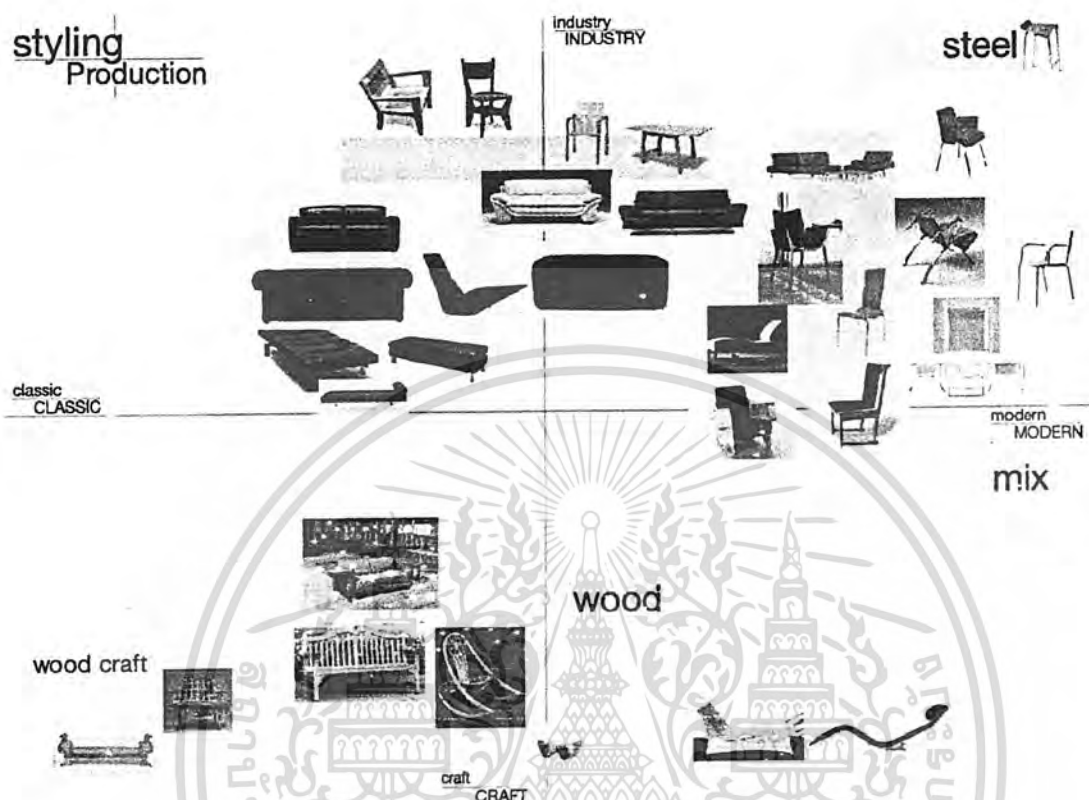 styling
Production
industry
INDUSTRY
steel
classic
CLASSIC
modern
MODERN
mix
wood
wood craft
craft
CRAFT